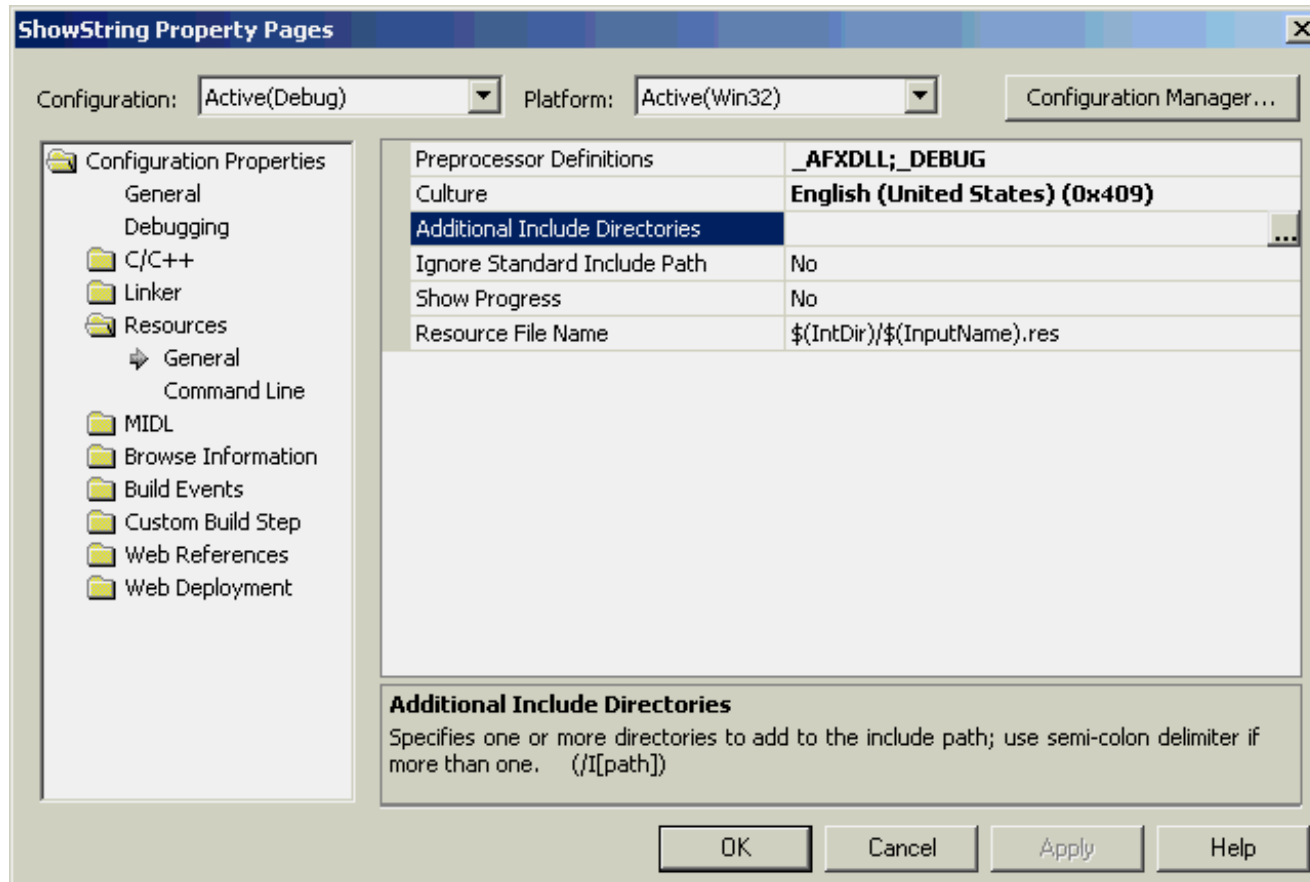 ShowString Property Pages
Configuration: Active(Debug) Platform: Active(Win32) Configuration Manager...
Configuration Properties
General
Debugging
C/C++
Linker
Resources
General
Command Line
MIDL
Browse Information
Build Events
Custom Build Step
Web References
Web Deployment
Preprocessor Definitions _AFXDLL;_DEBUG
Culture English (United States) (0x409)
Additional Include Directories ...
Ignore Standard Include Path No
Show Progress No
Resource File Name $(IntDir)/$(InputName).res
Additional Include Directories
Specifies one or more directories to add to the include path; use semi-colon delimiter if
more than one. (/I[path])
OK Cancel Apply Help